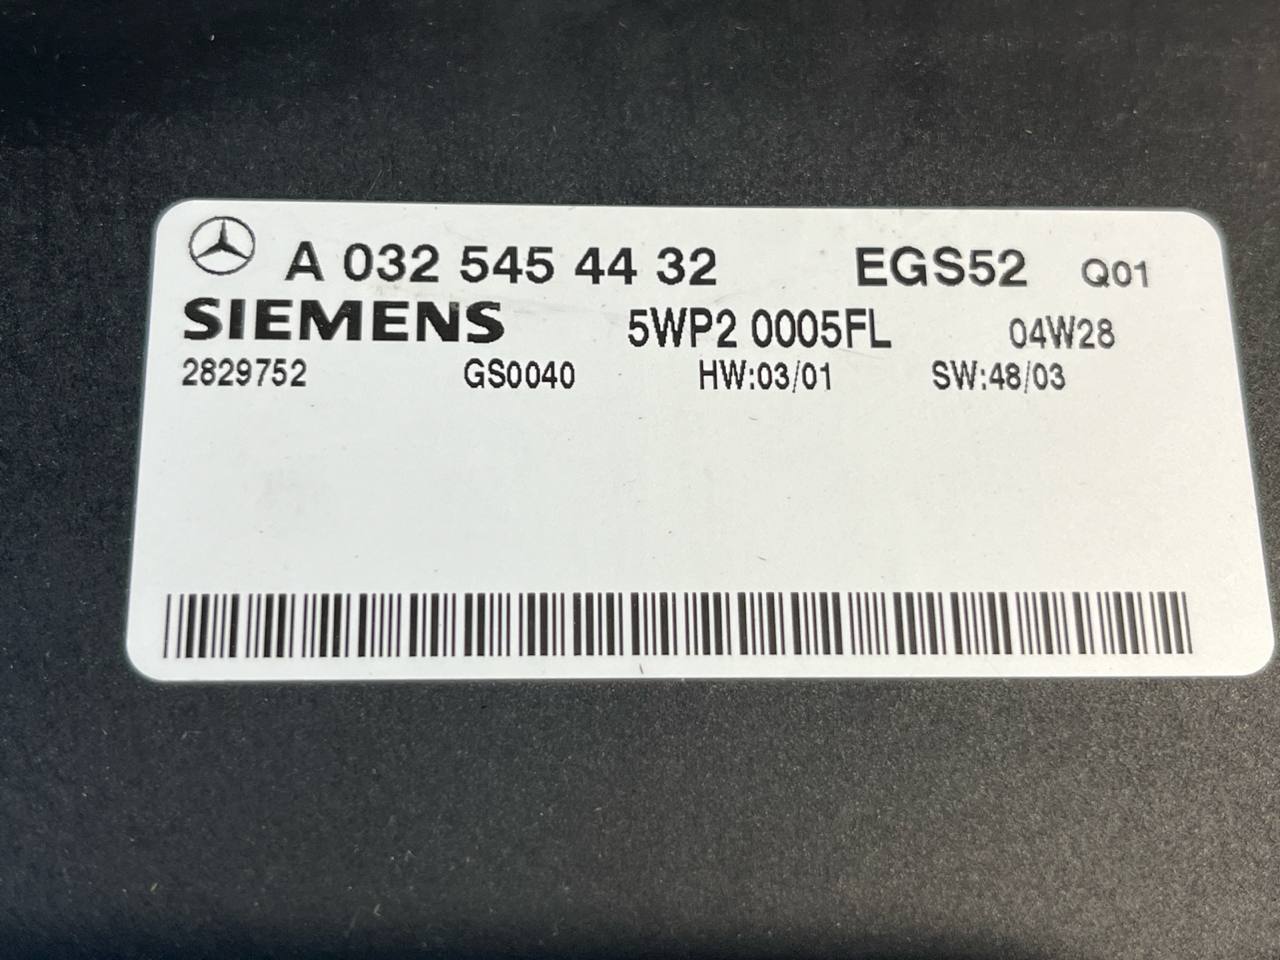 A 032 545 44 32 EGS52 Q01
SIEMENS 5WP2 0005FL 04W28
2829752 GS0040 HW:03/01 SW:48/03